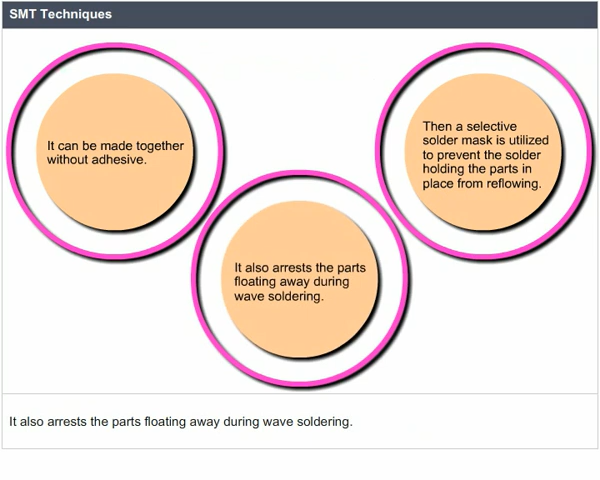 SMT Techniques
It can be made together
without adhesive.
It also arrests the parts
floating away during
wave soldering.
Then a selective
solder mask is utilized
to prevent the solder
holding the parts in
place from reflowing.
It also arrests the parts floating away during wave soldering.